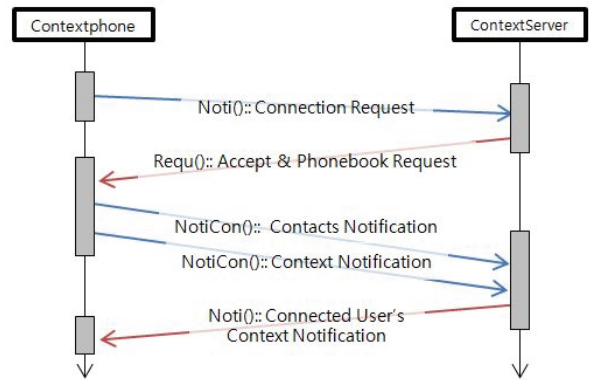 Contextphone
ContextServer
Noti():: Connection Request
Requ():: Accept & Phonebook Request
NotiCon():: Contacts Notification
NotiCon():: Context Notification
Noti():: Connected User's
Context Notification